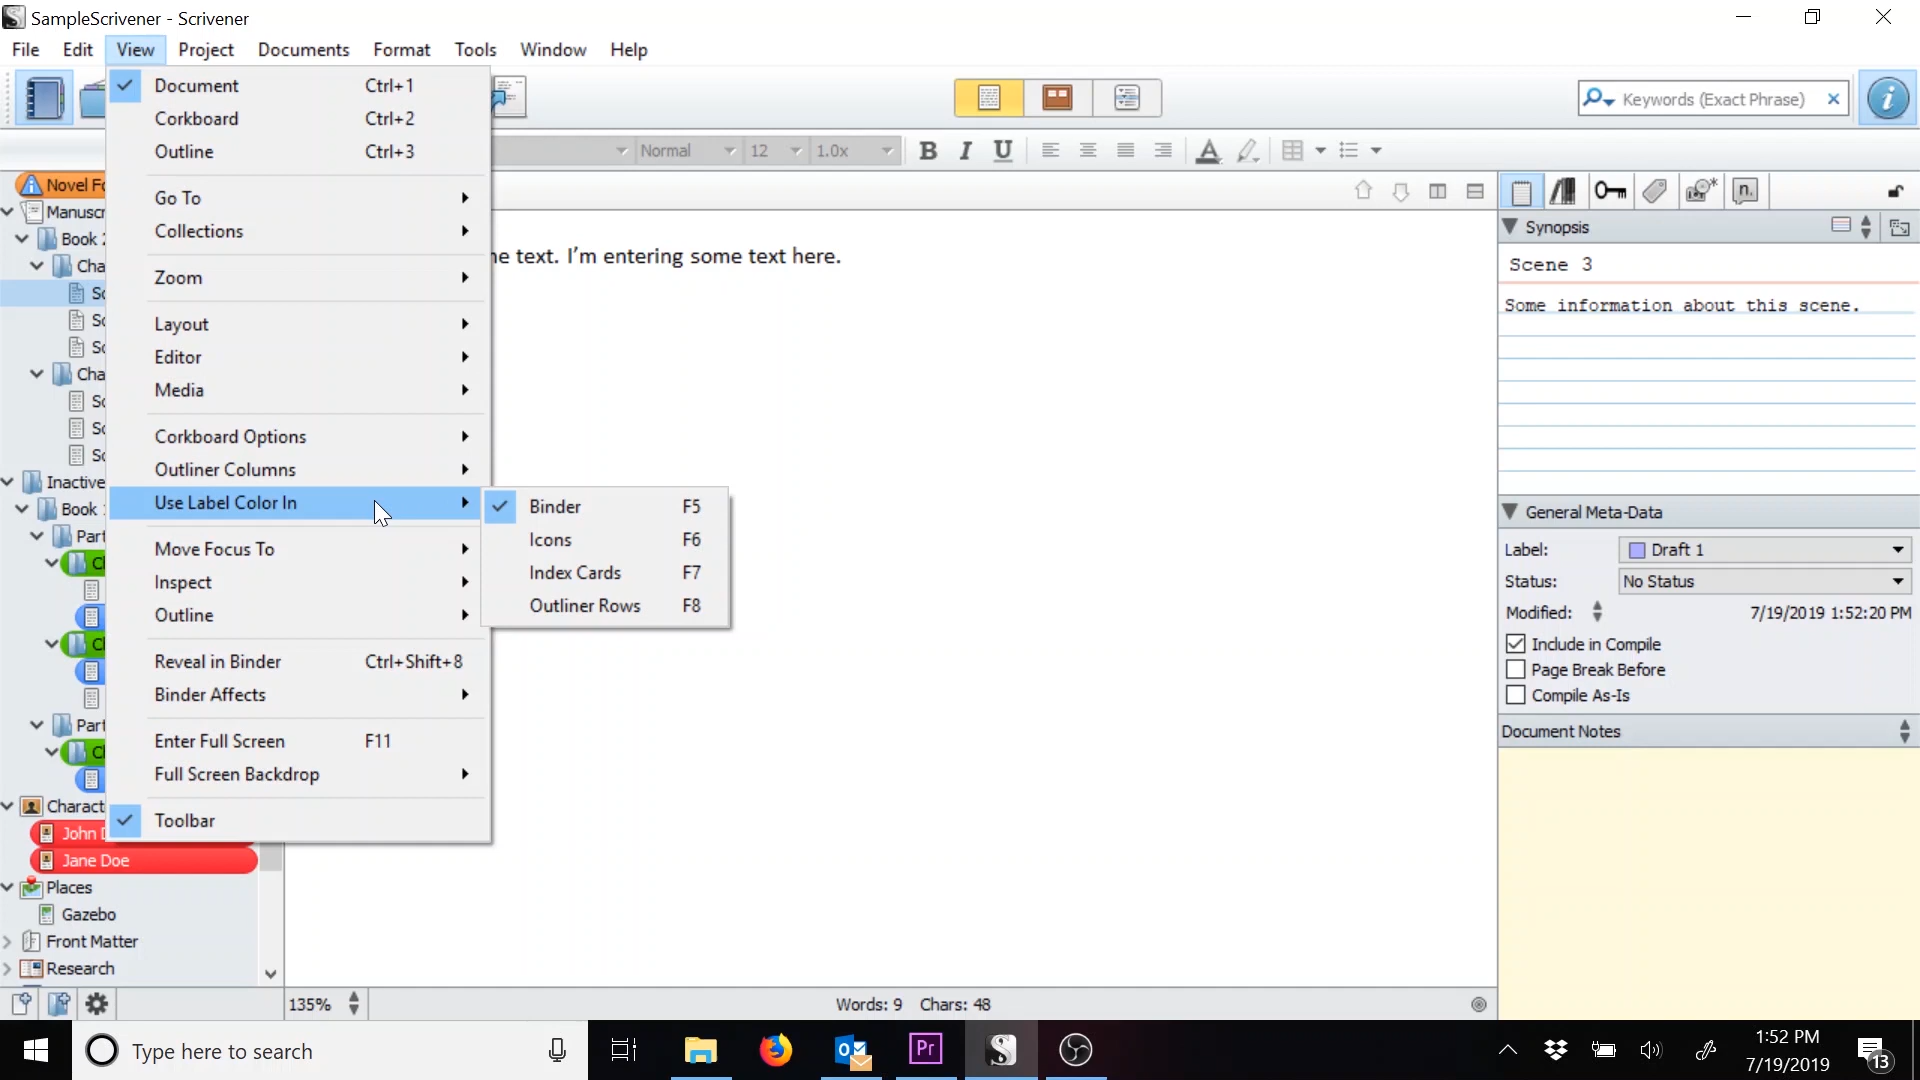 SampleScrivener - Scrivener
File Edit View Project Documents Format Tools Window Help
Document Ctrl+1
Corkboard Ctrl+2
Outline Ctrl+3
Go To
Collections
Zoom
Layout
Editor
Media
Corkboard Options
Outliner Columns
Use Label Color In
Move Focus To
Inspect
Outline
Reveal in Binder Ctrl+Shift+8
Binder Affects
Enter Full Screen F11
Full Screen Backdrop
Toolbar
Binder F5
Icons F6
Index Cards F7
Outliner Rows F8
Keywords (Exact Phrase)
Normal 12 1.0x B I U A
Novel
Manuscr
Book
Cha
Cha
Inactive
Book
Part
Part
Charact
John
Jane Doe
Places
Gazebo
Front Matter
Research
text. I'm entering some text here.
n.
Synopsis
Scene 3
Some information about this scene.
General Meta-Data
Label: Draft 1
Status: No Status
Modified: 7/19/2019 1:52:20 PM
Include in Compile
Page Break Before
Compile As-Is
Document Notes
135% Words: 9 Chars: 48
Type here to search
Pr
1:52 PM
7/19/2019
13